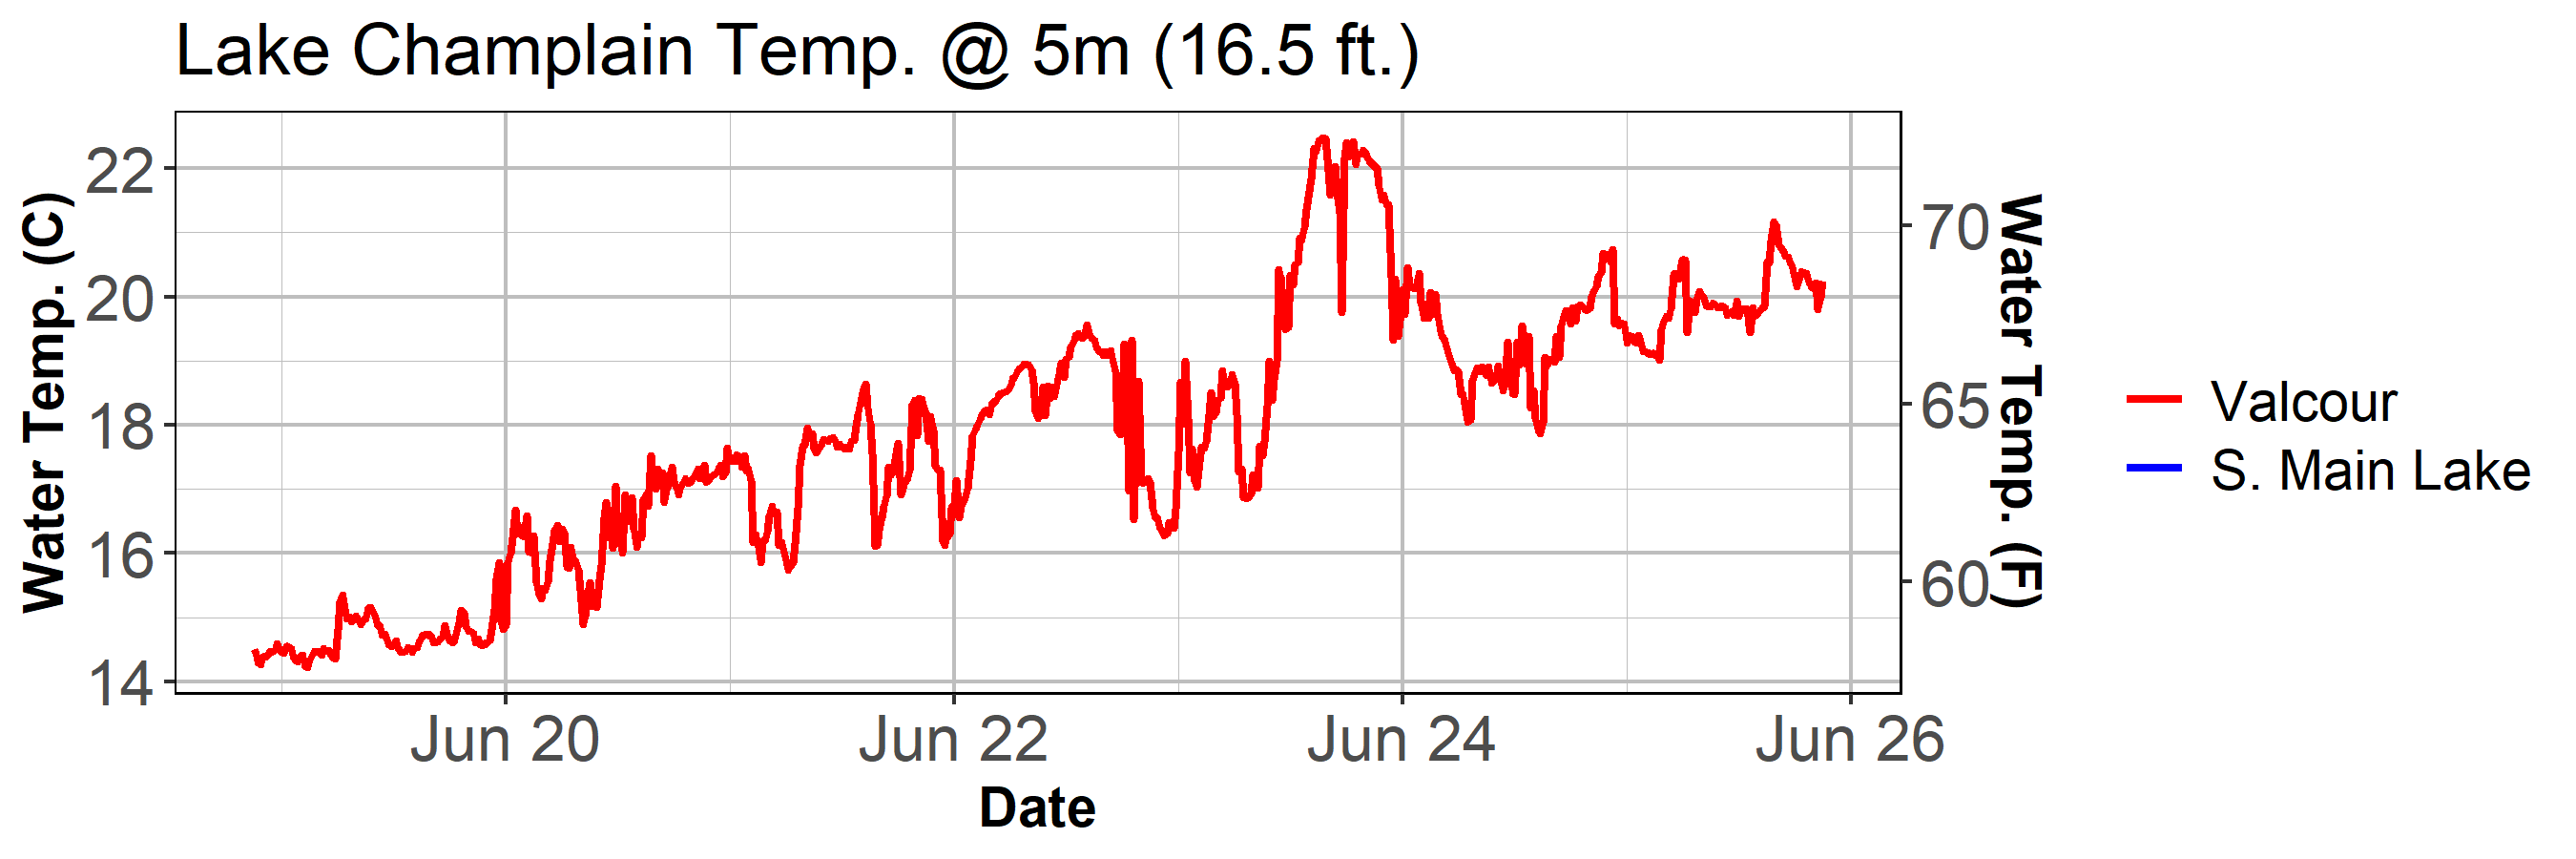 Lake Champlain Temp. @ 5m (16.5 ft.)
Water Temp. (C)
22
20
18
16
14
70
65
60
Water Temp. (F)
Jun 20
Jun 22
Jun 24
Jun 26
Date
Valcour
S. Main Lake